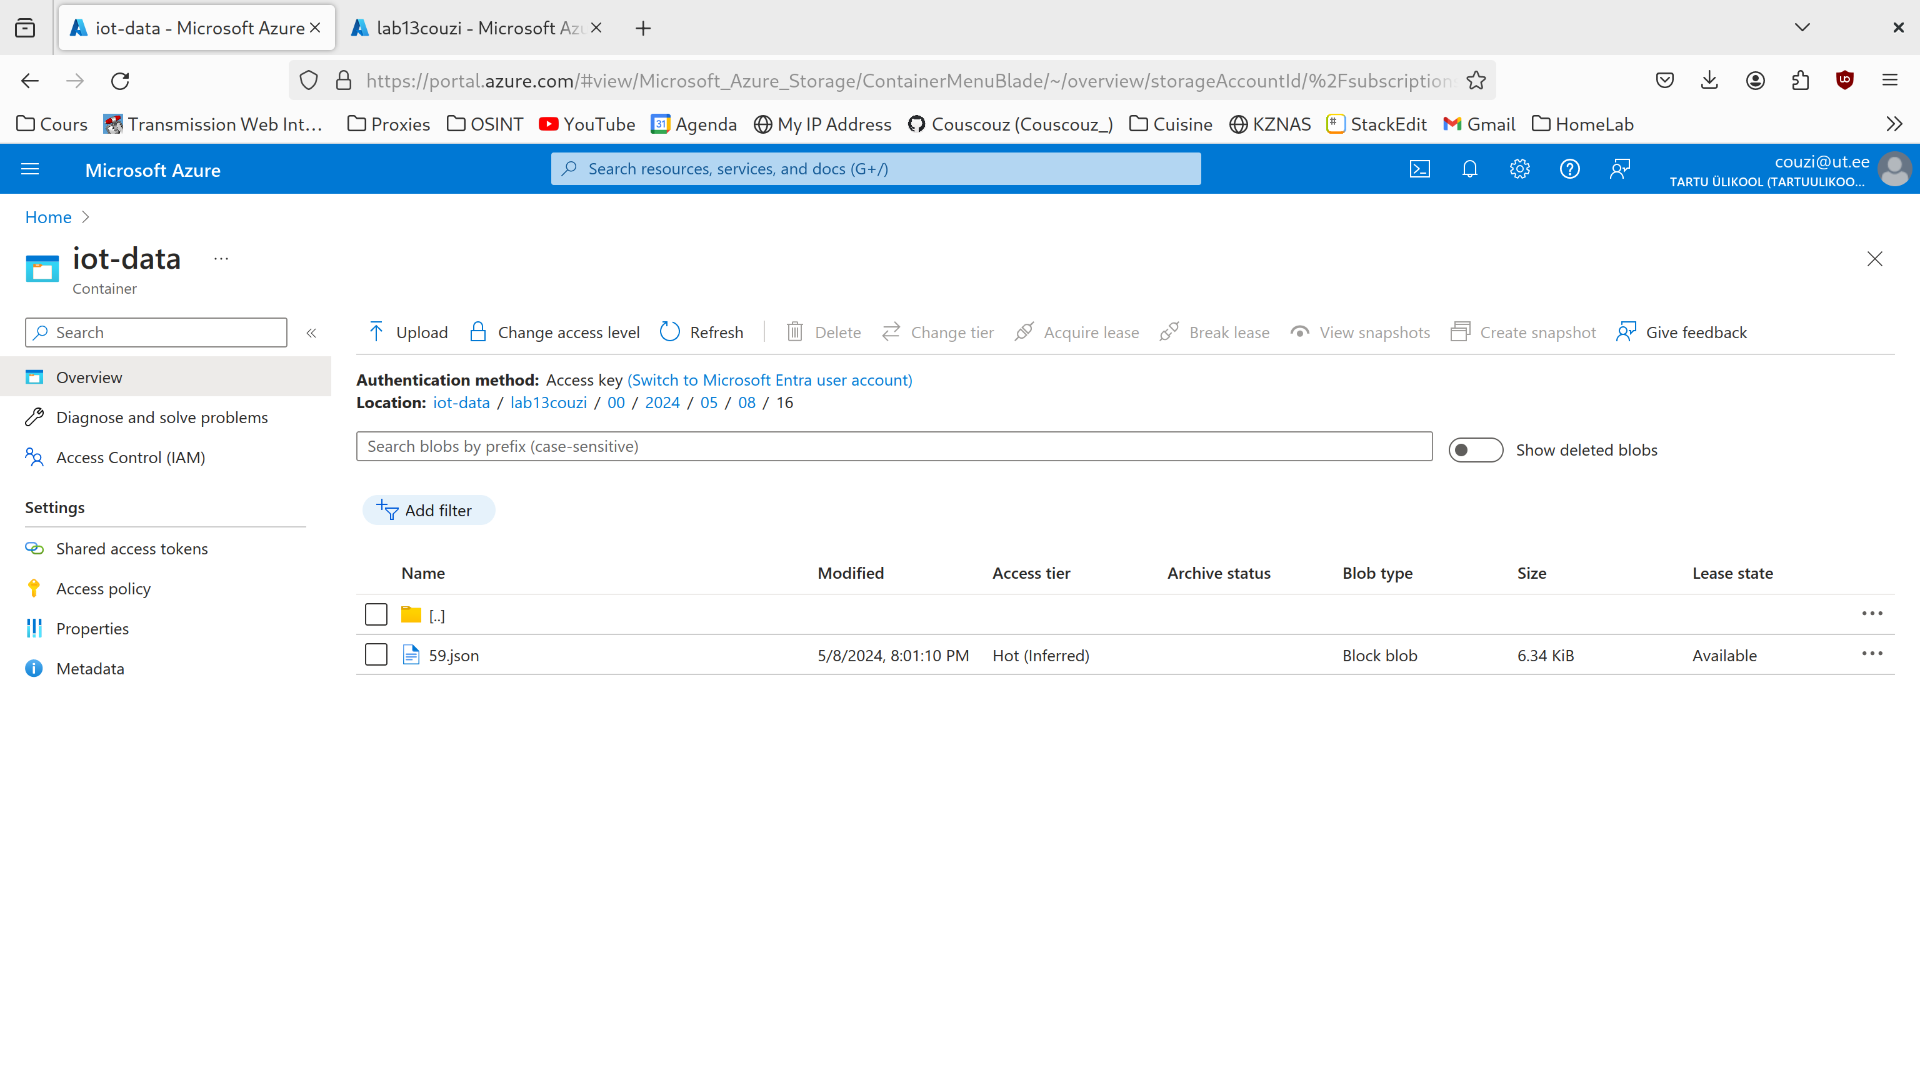 iot-data - Microsoft Azure
lab13couzi - Microsoft Az
https://portal.azure.com/#view/Microsoft_Azure_Storage/ContainerMenuBlade/~/overview/storageAccountId/%2Fsubscription
Cours
Transmission Web Int…
Proxies
OSINT
YouTube
Agenda
My IP Address
Couscouz (Couscouz_)
Cuisine
KZNAS
StackEdit
Gmail
HomeLab
Microsoft Azure
Search resources, services, and docs (G+/)
couzi@ut.ee
TARTU ÜLIKOOL (TARTUULIKOO...
Home
iot-data
Container
Search
Overview
Diagnose and solve problems
Access Control (IAM)
Settings
Shared access tokens
Access policy
Properties
Metadata
Upload
Change access level
Refresh
Delete
Change tier
Acquire lease
Break lease
View snapshots
Create snapshot
Give feedback
Authentication method: Access key (Switch to Microsoft Entra user account)
Location: iot-data / lab13couzi / 00 / 2024 / 05 / 08 / 16
Search blobs by prefix (case-sensitive)
Show deleted blobs
Add filter
Name Modified Access tier Archive status Blob type Size Lease state
[..]
59.json 5/8/2024, 8:01:10 PM Hot (Inferred) Block blob 6.34 KiB Available